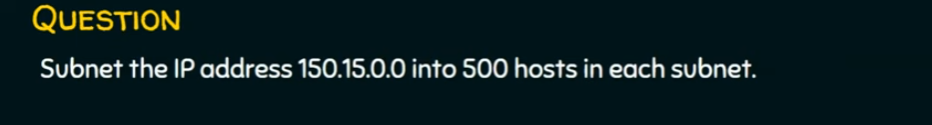 QUESTION
Subnet the IP address 150.15.0.0 into 500 hosts in each subnet.